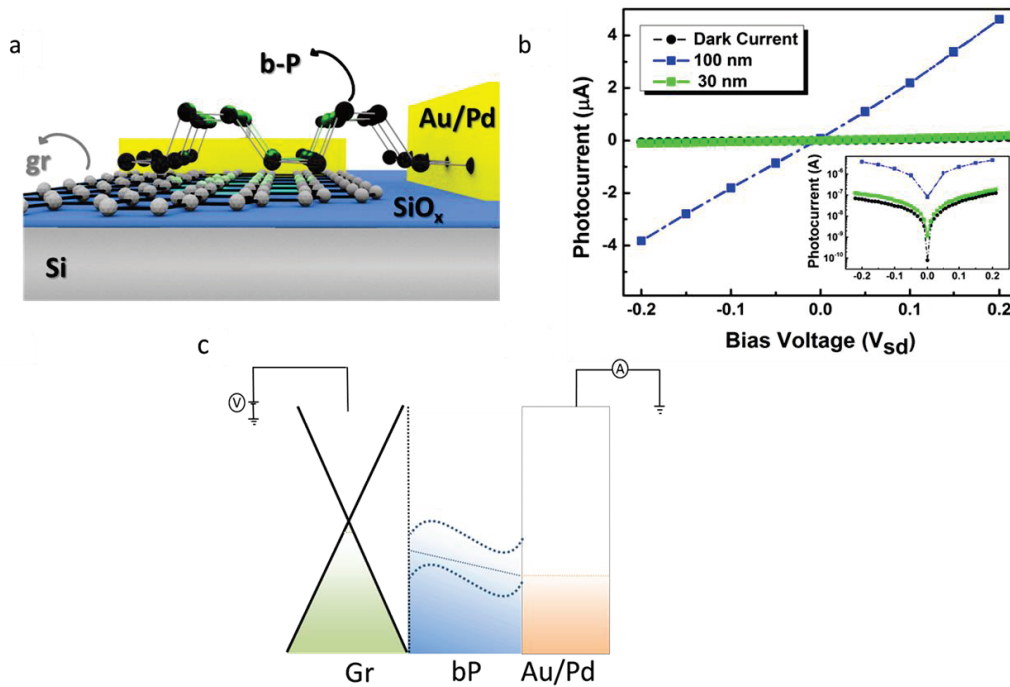 a
b-P
Au/Pd
gr
SiOx
Si
b
Photocurrent (μA)
4
2
0
-2
-4
Dark Current
100 nm
30 nm
Photocurrent (A)
10-6
10-7
10-8
10-9
10-10
-0.2 -0.1 0.0 0.1 0.2
-0.2 -0.1 0.0 0.1 0.2
Bias Voltage (Vsd)
c
V
A
Gr bP Au/Pd